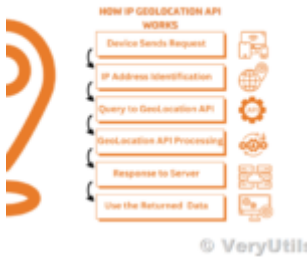 HOW IP GEOLOCATION API
WORKS
Device Sends Request
IP Address Identification
Query to GeoLocation API
GeoLocation API Processing
Response to Server
Use the Returned Data
© VeryUtils